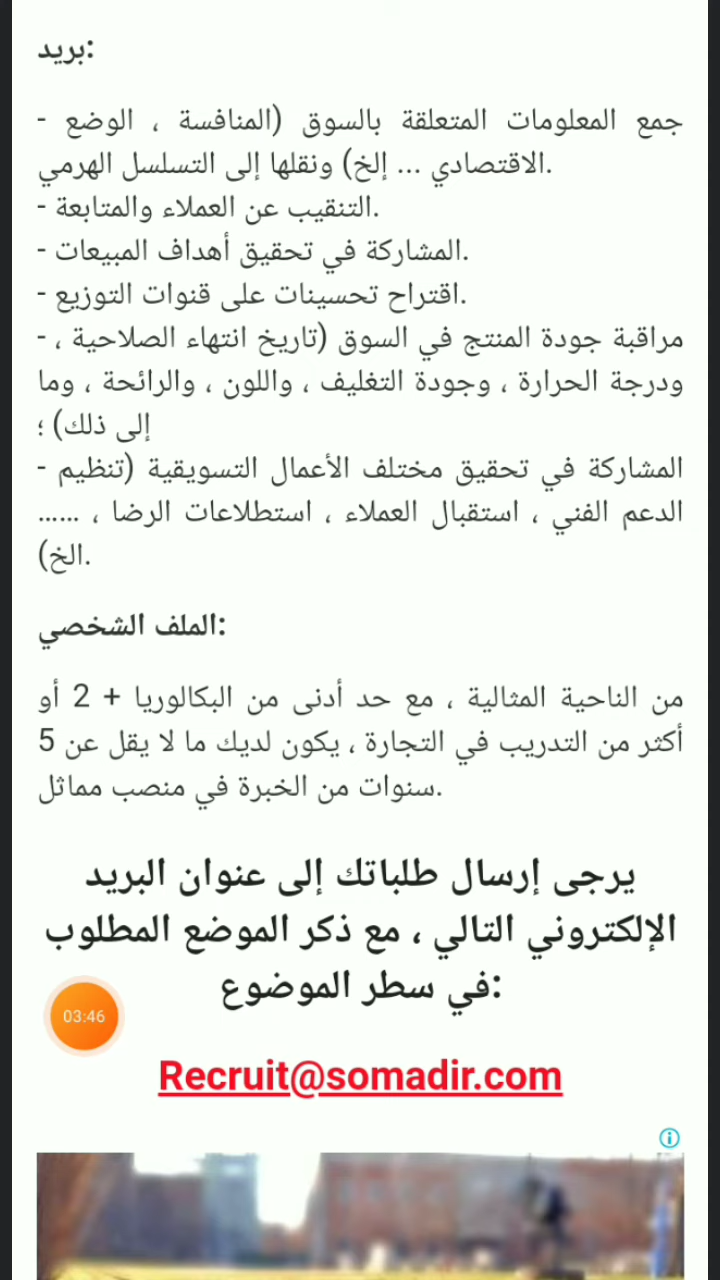 بريد:
- جمع المعلومات المتعلقة بالسوق (المنافسة ، الوضع
الاقتصادي ... إلخ) ونقلها إلى التسلسل الهرمي.
- التنقيب عن العملاء والمتابعة.
- المشاركة في تحقيق أهداف المبيعات.
- اقتراح تحسينات على قنوات التوزيع.
- مراقبة جودة المنتج في السوق (تاريخ انتهاء الصلاحية ،
ودرجة الحرارة ، وجودة التغليف ، واللون ، والرائحة ، وما
إلى ذلك) ؛
- المشاركة في تحقيق مختلف الأعمال التسويقية (تنظيم
الدعم الفني ، استقبال العملاء ، استطلاعات الرضا ، ......
الخ).
الملف الشخصي:
من الناحية المثالية ، مع حد أدنى من البكالوريا + 2 أو
أكثر من التدريب في التجارة ، يكون لديك ما لا يقل عن 5
سنوات من الخبرة في منصب مماثل.
يرجى إرسال طلباتك إلى عنوان البريد
الإلكتروني التالي ، مع ذكر الموضع المطلوب
في سطر الموضوع:
03:46
Recruit@somadir.com